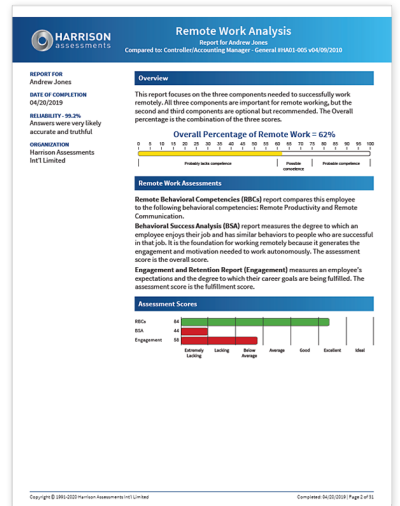 HARRISON
assessments
Remote Work Analysis
Report for Andrew Jones
Compared to: Controller/Accounting Manager - General #HA01-005 v04/09/2010
REPORT FOR
Andrew Jones
DATE OF COMPLETION
04/20/2019
RELIABILITY - 99.2%
Answers were very likely
accurate and truthful
ORGANIZATION
Harrison Assessments
Int'l Limited
Overview
This report focuses on the three components needed to successfully work
remotely. All three components are important for remote working, but the
second and third components are optional but recommended. The Overall
percentage is the combination of the three scores.
Overall Percentage of Remote Work = 62%
0 5 10 15 20 25 30 35 40 45 50 55 60 65 70 75 80 85 90 95 100
Probably lacks competence
Possible
competence
Probable competence
Remote Work Assessments
Remote Behavioral Competencies (RBCs) report compares this employee
to the following behavioral competencies: Remote Productivity and Remote
Communication.
Behavioral Success Analysis (BSA) report measures the degree to which an
employee enjoys their job and has similar behaviors to people who are successful
in that job. It is the foundation for working remotely because it generates the
engagement and motivation needed to work autonomously. The assessment
score is the overall score.
Engagement and Retention Report (Engagement) measures an employee's
expectations and the degree to which their career goals are being fulfilled. The
assessment score is the fulfillment score.
Assessment Scores
RBCs 84
BSA 44
Engagement
Extremely
Lacking
Lacking
Below
Average
Average
Good
Excellent
Ideal
Copyright © 1991-2020 Harrison Assessments Int'l Limited
Completed: 04/20/2019 | Page 2 of 51